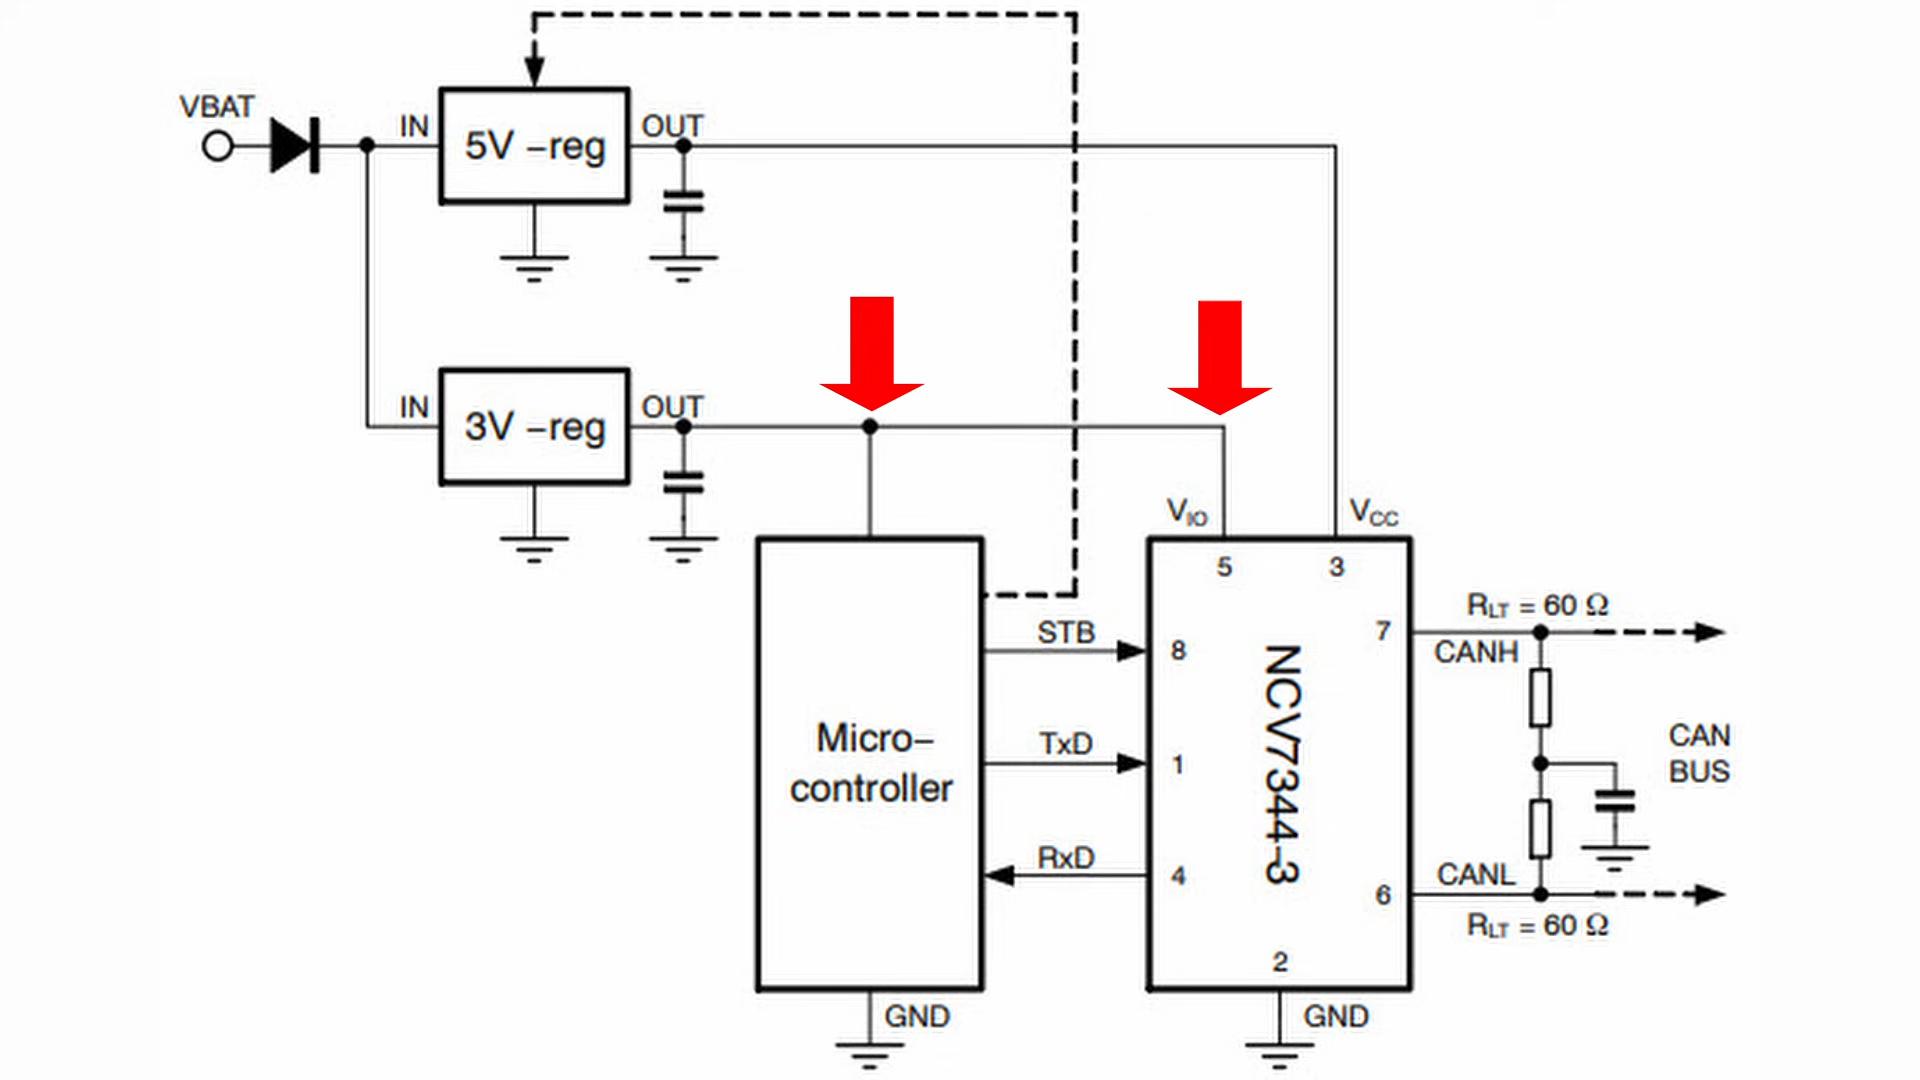 VBAT
IN
5V –reg
OUT
IN
3V –reg
OUT
VIO
VCC
5
3
RLT = 60 Ω
7
STB
8
CANH
Micro–
controller
TxD
1
NCV7344-3
CAN
BUS
RxD
4
CANL
6
RLT = 60 Ω
2
GND
GND